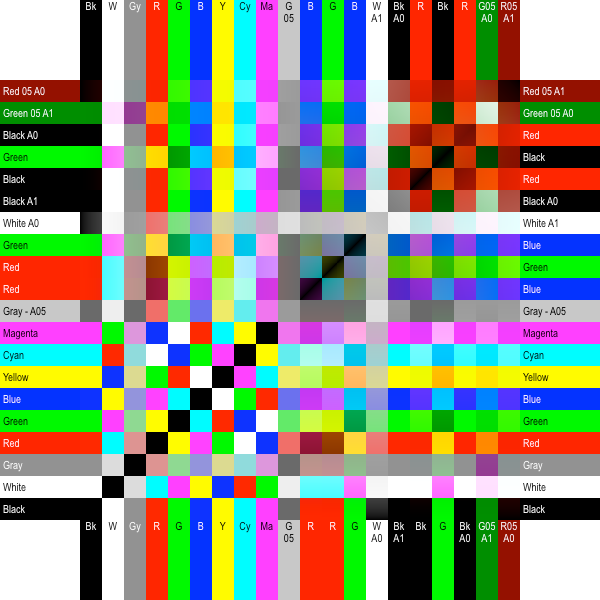 Bk W Gy R G B Y Cy Ma G B G B W Bk R Bk R G05 R05
05 A1 A0 A0 A1
Red 05 A0 Red 05 A1
Green 05 A1 Green 05 A0
Black A0 Red
Green Black
Black Red
Black A1 Black A0
White A0 White A1
Green Blue
Red Green
Red Blue
Gray - A05 Gray - A05
Magenta Magenta
Cyan Cyan
Yellow Yellow
Blue Blue
Green Green
Red Red
Gray Gray
White White
Black Black
Bk W Gy R G B Y Cy Ma G R R G W Bk Bk G R G05 R05
05 A0 A1 A0 A1 A0